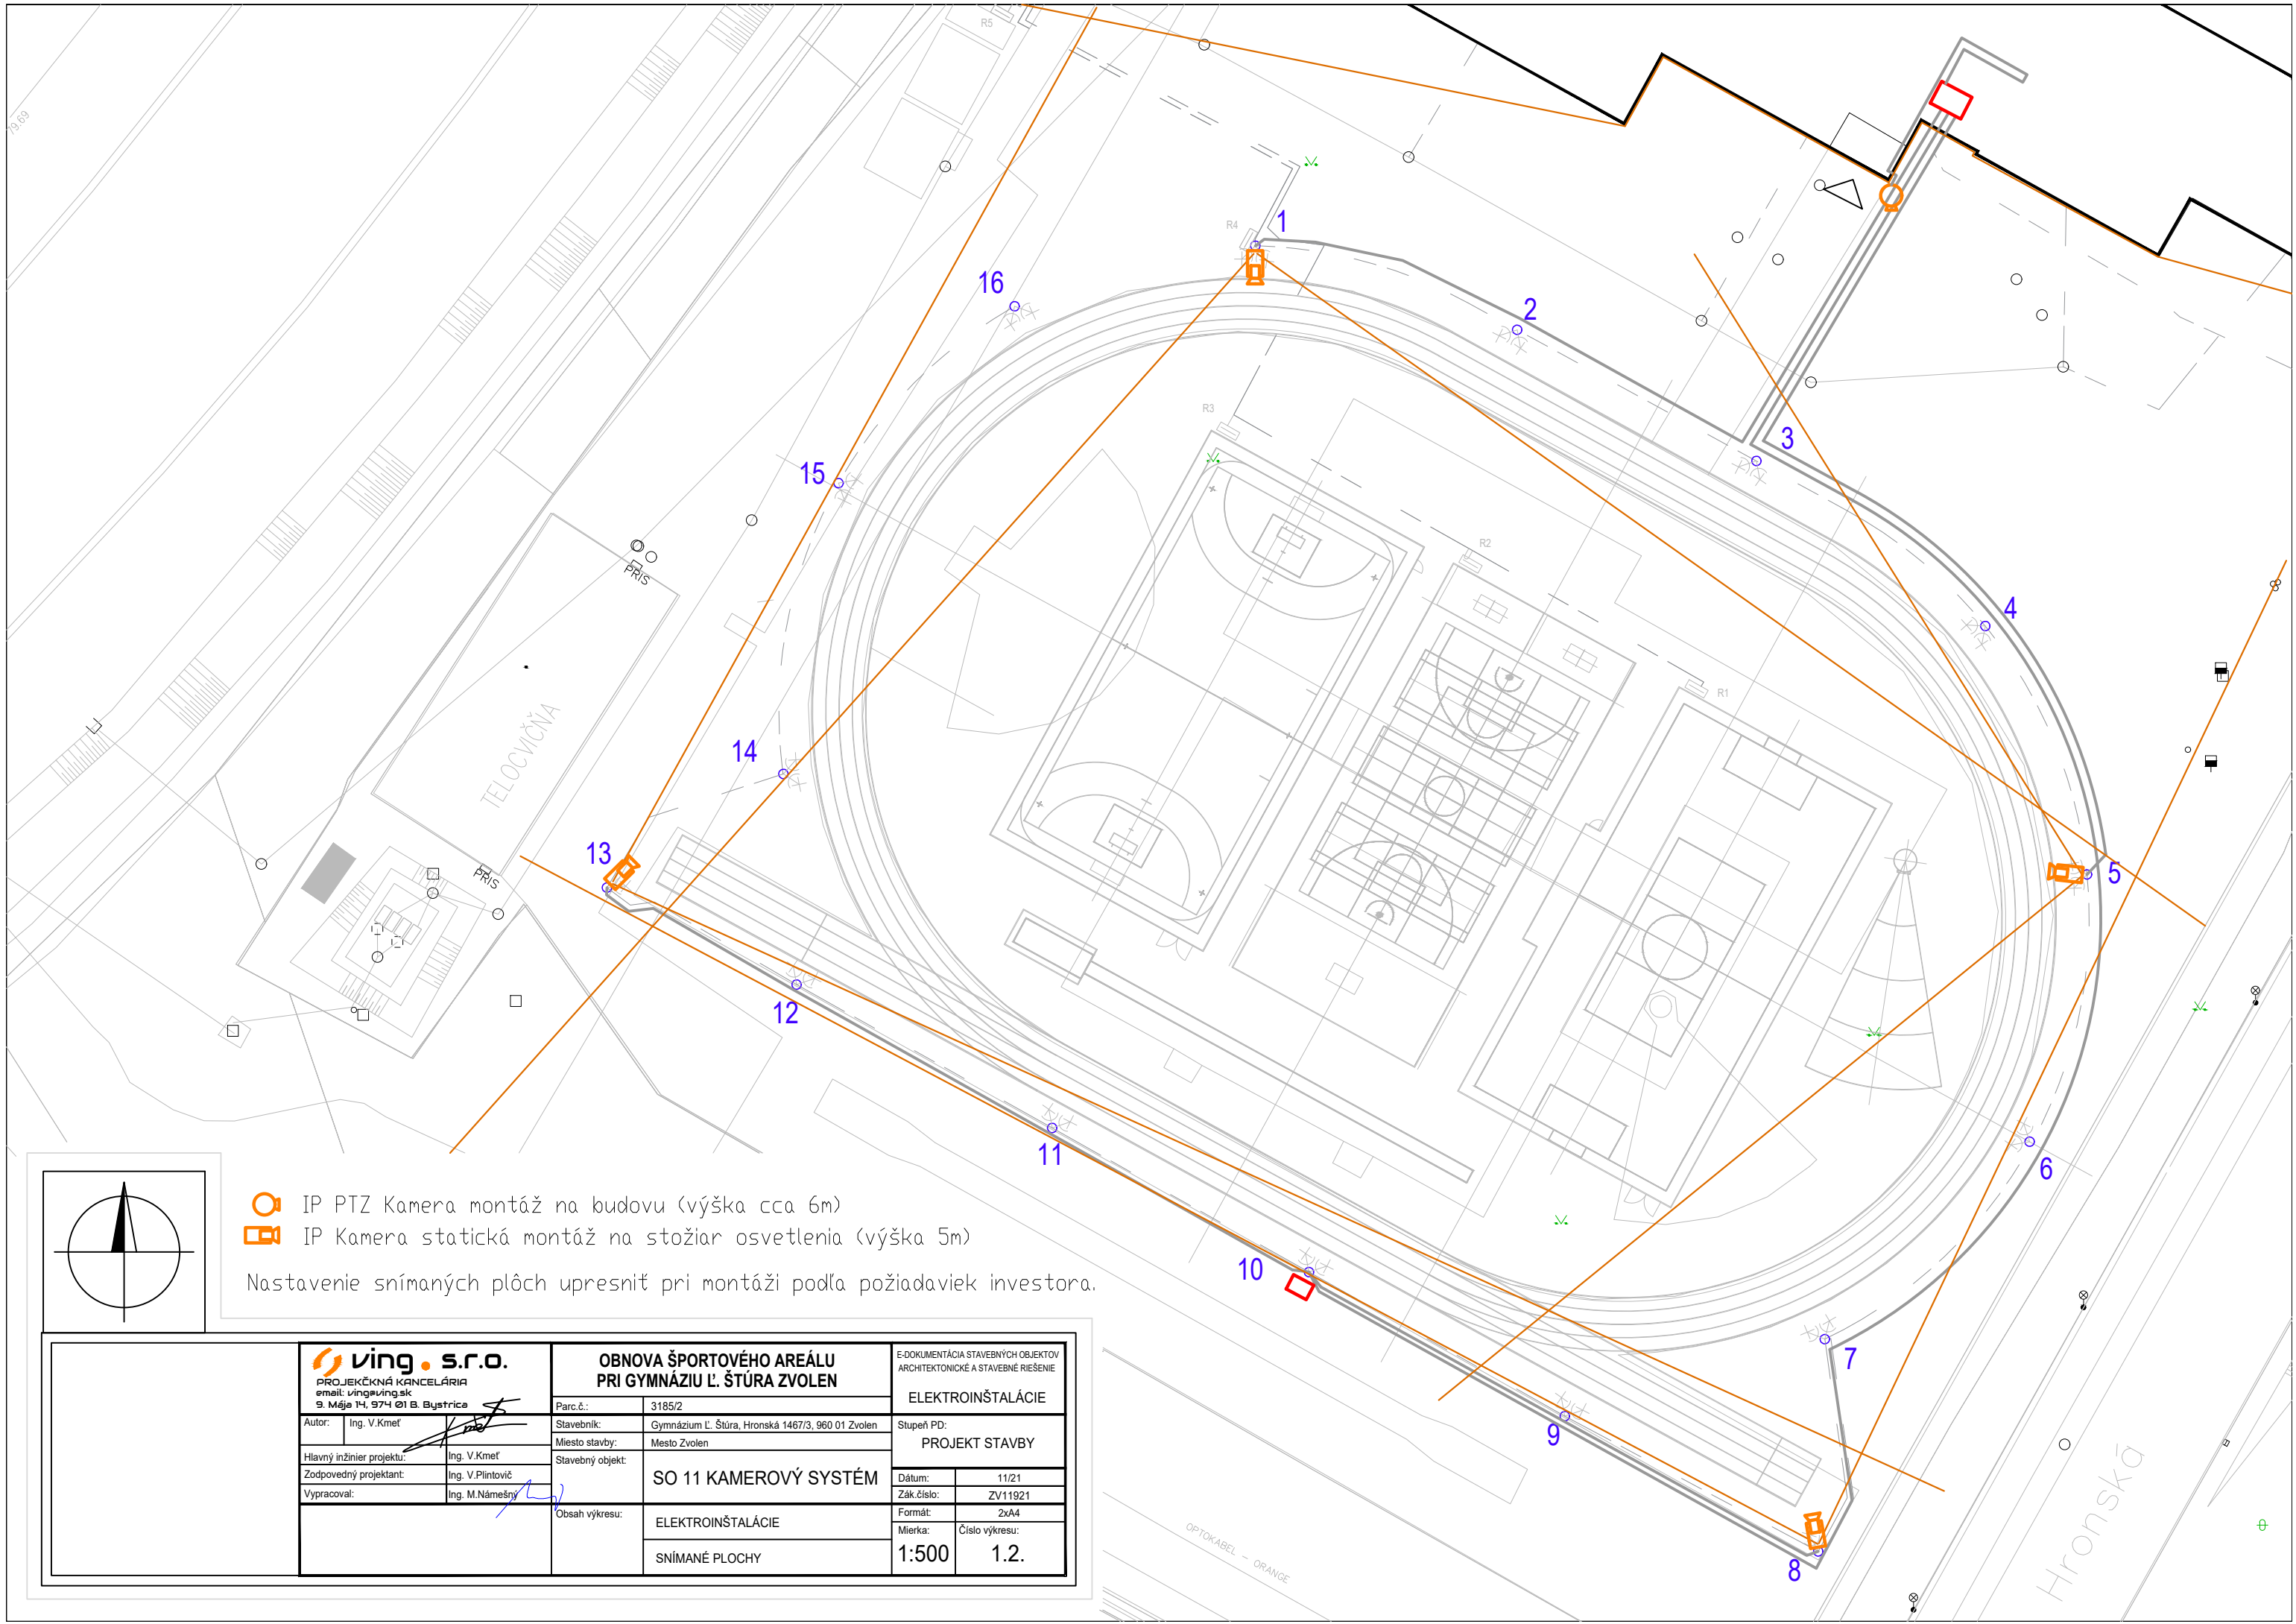 R5
79.69
R4
1
16
2
R3
3
15
R2
4
PRIS
R1
TELOCVIČŇA
14
13
5
PRIS
12
11
6
10
7
9
8
OPTOKABEL - ORANGE
Hronská
IP PTZ Kamera montáž na budovu (výška cca 6m)
IP Kamera statická montáž na stožiar osvetlenia (výška 5m)
Nastavenie snímaných plôch upresniť pri montáži podľa požiadaviek investora.
ving . s.r.o.
PROJEKČKNÁ KANCELÁRIA
email: ving@ving.sk
9. Mája 14, 974 01 B. Bystrica
OBNOVA ŠPORTOVÉHO AREÁLU
PRI GYMNÁZIU Ľ. ŠTÚRA ZVOLEN
E-DOKUMENTÁCIA STAVEBNÝCH OBJEKTOV
ARCHITEKTONICKÉ A STAVEBNÉ RIEŠENIE
ELEKTROINŠTALÁCIE
Parc.č.: 3185/2
Autor: Ing. V.Kmeť
Stavebník: Gymnázium Ľ. Štúra, Hronská 1467/3, 960 01 Zvolen
Stupeň PD:
PROJEKT STAVBY
Miesto stavby: Mesto Zvolen
Hlavný inžinier projektu: Ing. V.Kmeť
Zodpovedný projektant: Ing. V.Plintovič
Vypracoval: Ing. M.Námešný
Stavebný objekt:
SO 11 KAMEROVÝ SYSTÉM
Dátum: 11/21
Zák.číslo: ZV11921
Formát: 2xA4
Obsah výkresu:
ELEKTROINŠTALÁCIE
SNÍMANÉ PLOCHY
Mierka: Číslo výkresu:
1:500 1.2.